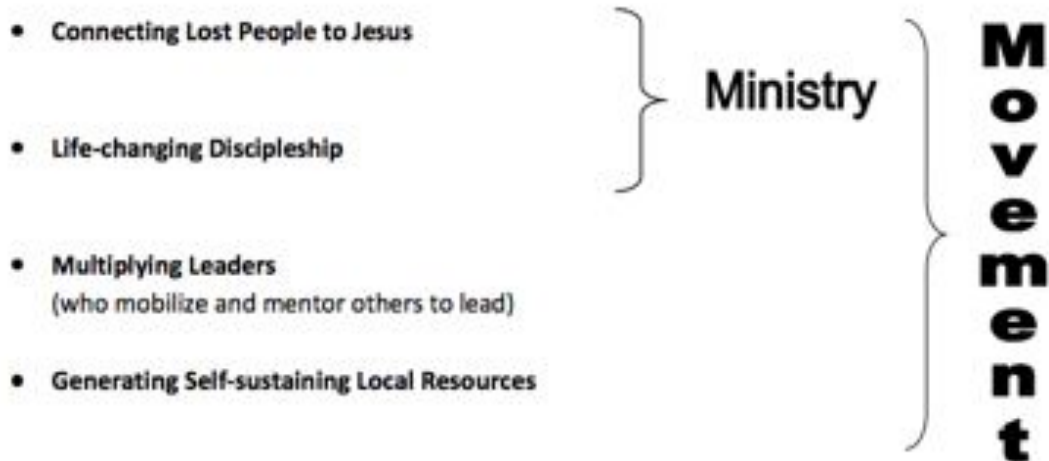 • Connecting Lost People to Jesus
• Life-changing Discipleship
Ministry
• Multiplying Leaders
(who mobilize and mentor others to lead)
• Generating Self-sustaining Local Resources
Movement